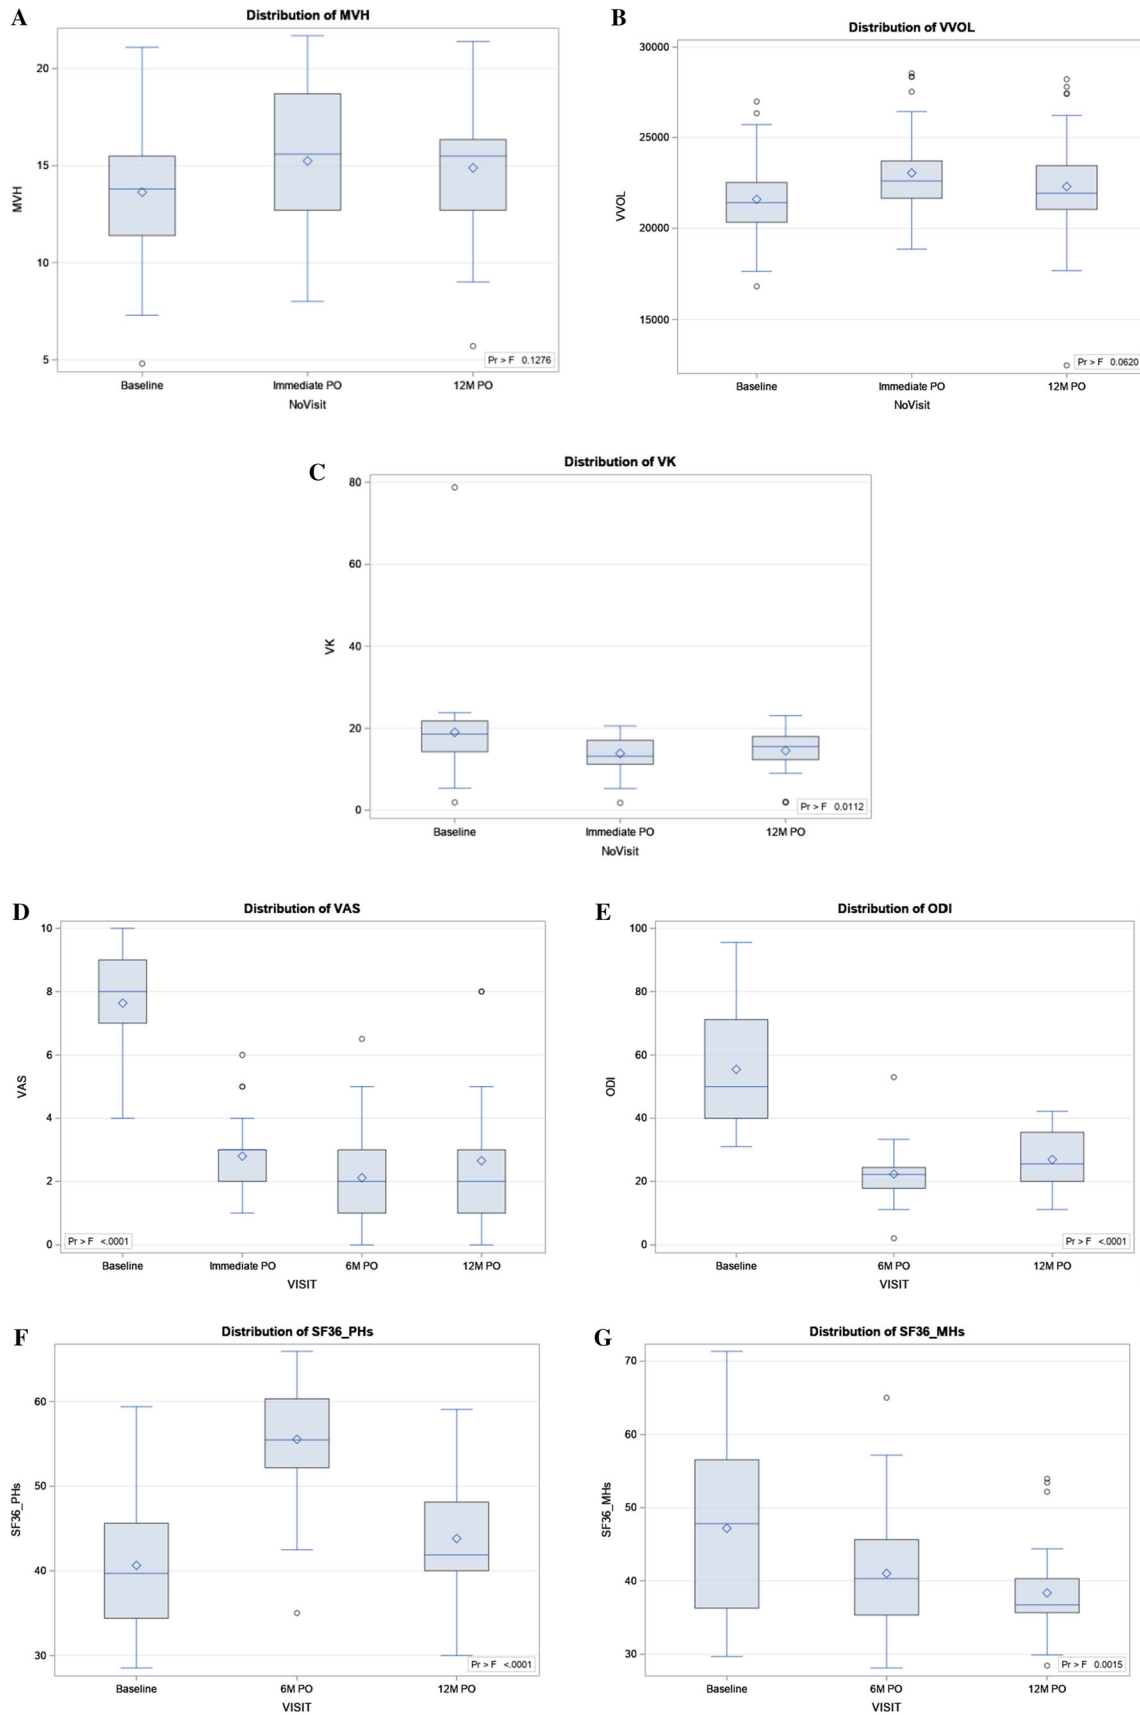 A
Distribution of MVH
20
15
10
5
MVH
Pr > F 0.1276
Baseline Immediate PO 12M PO
NoVisit
B
Distribution of VVOL
30000
25000
20000
15000
VVOL
Pr > F 0.0620
Baseline Immediate PO 12M PO
NoVisit
C
Distribution of VK
80
60
40
20
0
VK
Pr > F 0.0112
Baseline Immediate PO 12M PO
NoVisit
D
Distribution of VAS
10
8
6
4
2
0
VAS
Pr > F <.0001
Baseline Immediate PO 6M PO 12M PO
VISIT
E
Distribution of ODI
100
80
60
40
20
0
ODI
Pr > F <.0001
Baseline 6M PO 12M PO
VISIT
F
Distribution of SF36_PHs
60
50
40
30
SF36_PHs
Pr > F <.0001
Baseline 6M PO 12M PO
VISIT
G
Distribution of SF36_MHs
70
60
50
40
30
SF36_MHs
Pr > F 0.0015
Baseline 6M PO 12M PO
VISIT